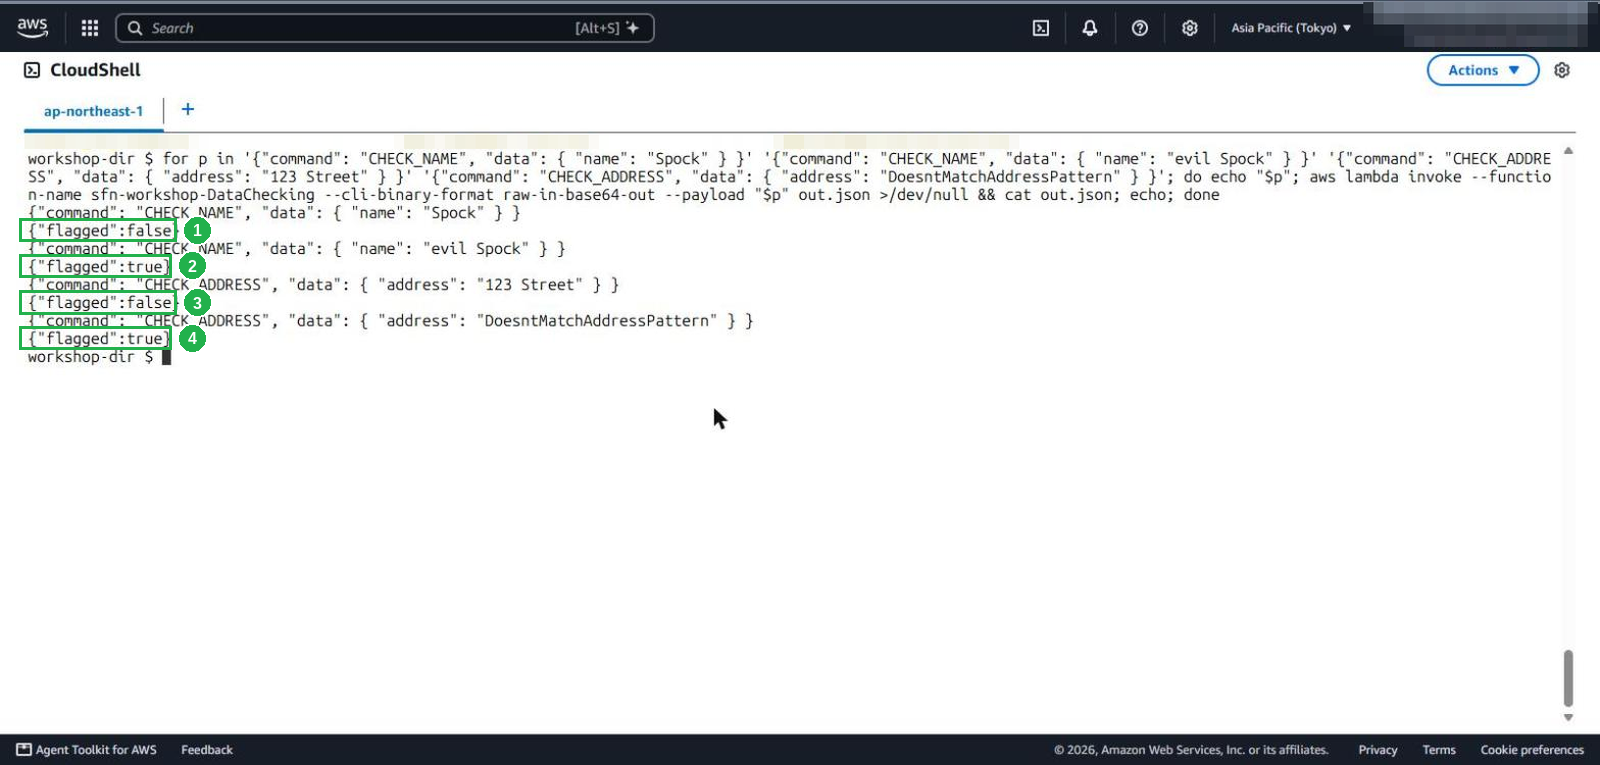 aws
Search
[Alt+S]
Asia Pacific (Tokyo)
CloudShell
Actions
ap-northeast-1
+
workshop-dir $ for p in '{"command": "CHECK_NAME", "data": { "name": "Spock" } }' '{"command": "CHECK_NAME", "data": { "name": "evil Spock" } }' '{"command": "CHECK_ADDRE
SS", "data": { "address": "123 Street" } }' '{"command": "CHECK_ADDRESS", "data": { "address": "DoesntMatchAddressPattern" } }'; do echo "$p"; aws lambda invoke --functio
n-name sfn-workshop-DataChecking --cli-binary-format raw-in-base64-out --payload "$p" out.json >/dev/null && cat out.json; echo; done
{"command": "CHECK_NAME", "data": { "name": "Spock" } }
{"flagged":false} 1
{"command": "CHECK_NAME", "data": { "name": "evil Spock" } }
{"flagged":true} 2
{"command": "CHECK_ADDRESS", "data": { "address": "123 Street" } }
{"flagged":false} 3
{"command": "CHECK_ADDRESS", "data": { "address": "DoesntMatchAddressPattern" } }
{"flagged":true} 4
workshop-dir $
Agent Toolkit for AWS
Feedback
© 2026, Amazon Web Services, Inc. or its affiliates.
Privacy
Terms
Cookie preferences